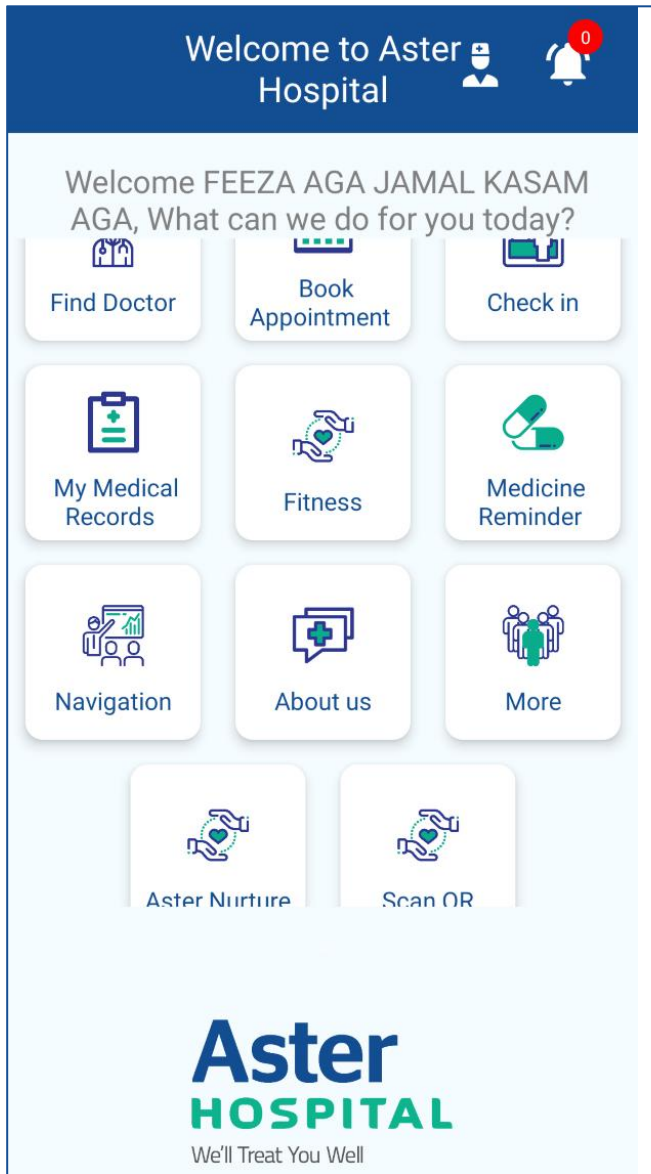 Welcome to Aster
Hospital
0
Welcome FEEZA AGA JAMAL KASAM
AGA, What can we do for you today?
Find Doctor
Book
Appointment
Check in
My Medical
Records
Fitness
Medicine
Reminder
Navigation
About us
More
Aster Nurture
Scan QR
Aster
HOSPITAL
We'll Treat You Well